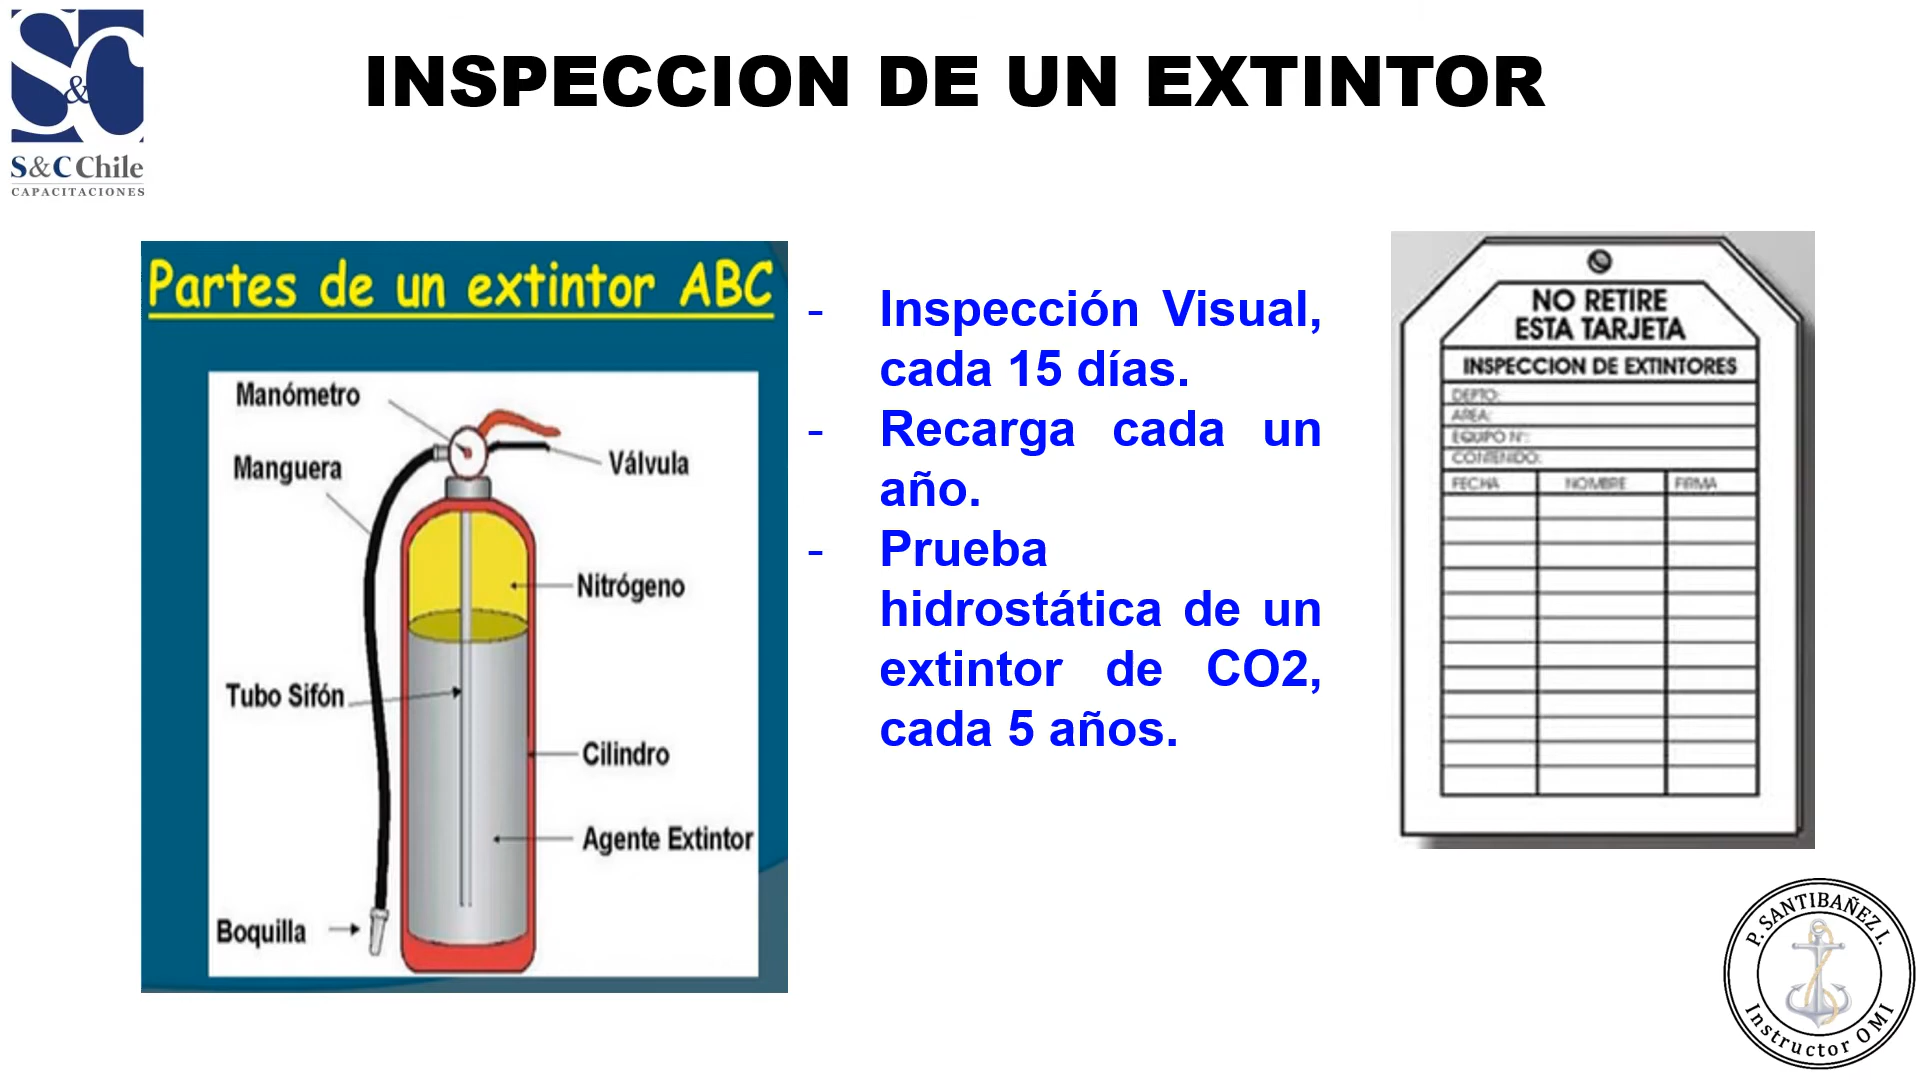 S&C
S&C Chile
CAPACITACIONES
INSPECCION DE UN EXTINTOR
Partes de un extintor ABC
Manómetro
Manguera
Válvula
Nitrógeno
Tubo Sifón
Cilindro
Agente Extintor
Boquilla
- Inspección Visual,
cada 15 días.
- Recarga cada un
año.
- Prueba
hidrostática de un
extintor de CO2,
cada 5 años.
NO RETIRE
ESTA TARJETA
INSPECCION DE EXTINTORES
DEPTO:
AREA:
EQUIPO Nº:
CONTENIDO:
FECHA NOMBRE FIRMA
P. SANTIBAÑEZ I.
Instructor OMI